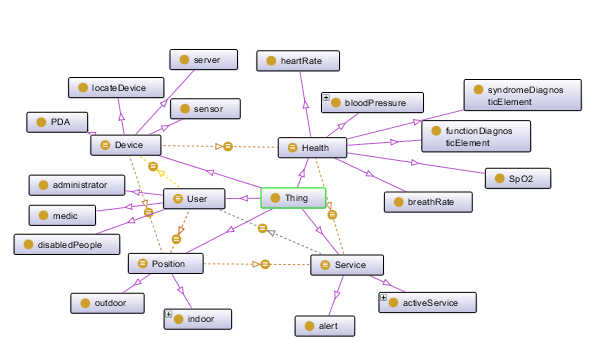 server
heartRate
locateDevice
syndromeDiagnos
ticElement
bloodPressure
sensor
PDA
functionDiagnos
ticElement
Device
Health
SpO2
administrator
User
Thing
breathRate
medic
disabledPeople
Position
Service
outdoor
activeService
indoor
alert